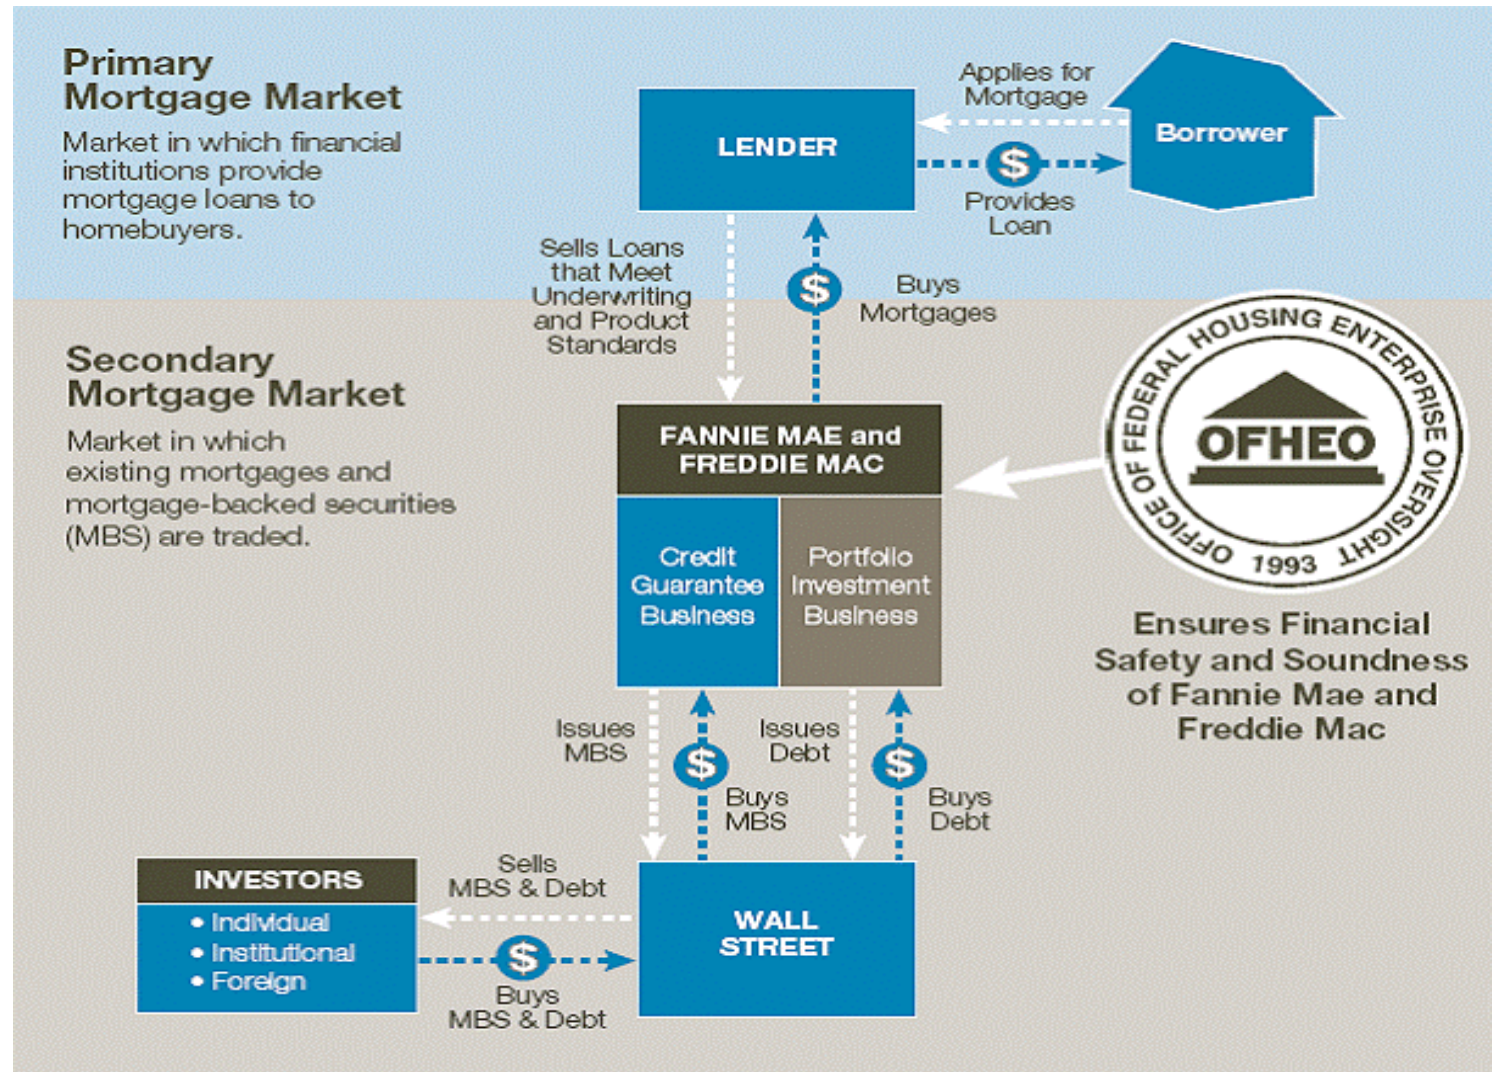 Primary
Mortgage Market
Market in which financial
institutions provide
mortgage loans to
homebuyers.
LENDER
Applies for
Mortgage
Borrower
$
Provides
Loan
Sells Loans
that Meet
Underwriting
and Product
Standards
$
Buys
Mortgages
Secondary
Mortgage Market
Market in which
existing mortgages and
mortgage-backed securities
(MBS) are traded.
FANNIE MAE and
FREDDIE MAC
Credit
Guarantee
Business
Portfolio
Investment
Business
OFFICE OF FEDERAL HOUSING ENTERPRISE OVERSIGHT
OFHEO
1993
Ensures Financial
Safety and Soundness
of Fannie Mae and
Freddie Mac
Issues
MBS
$
Buys
MBS
Issues
Debt
$
Buys
Debt
INVESTORS
• Individual
• Institutional
• Foreign
Sells
MBS & Debt
$
Buys
MBS & Debt
WALL
STREET